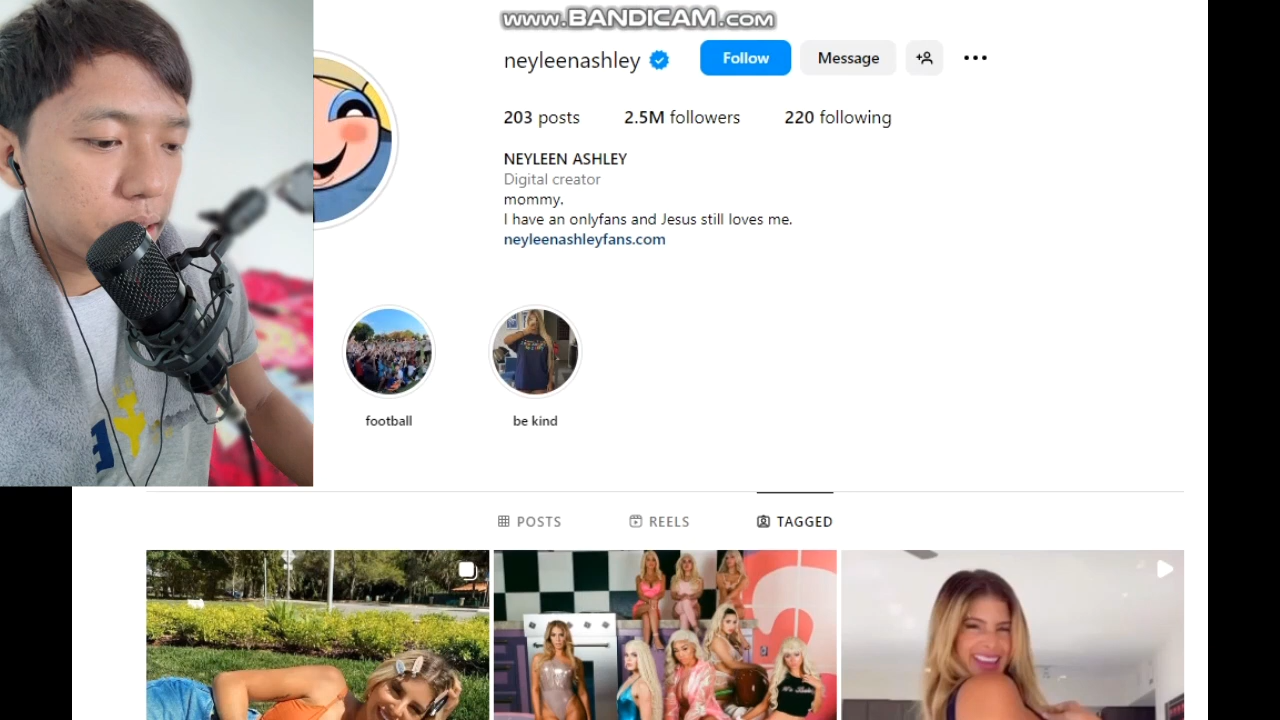 www.BANDICAM.com
neyleenashley
Follow
Message
203 posts
2.5M followers
220 following
NEYLEEN ASHLEY
Digital creator
mommy.
I have an onlyfans and Jesus still loves me.
neyleenashleyfans.com
football
be kind
POSTS
REELS
TAGGED